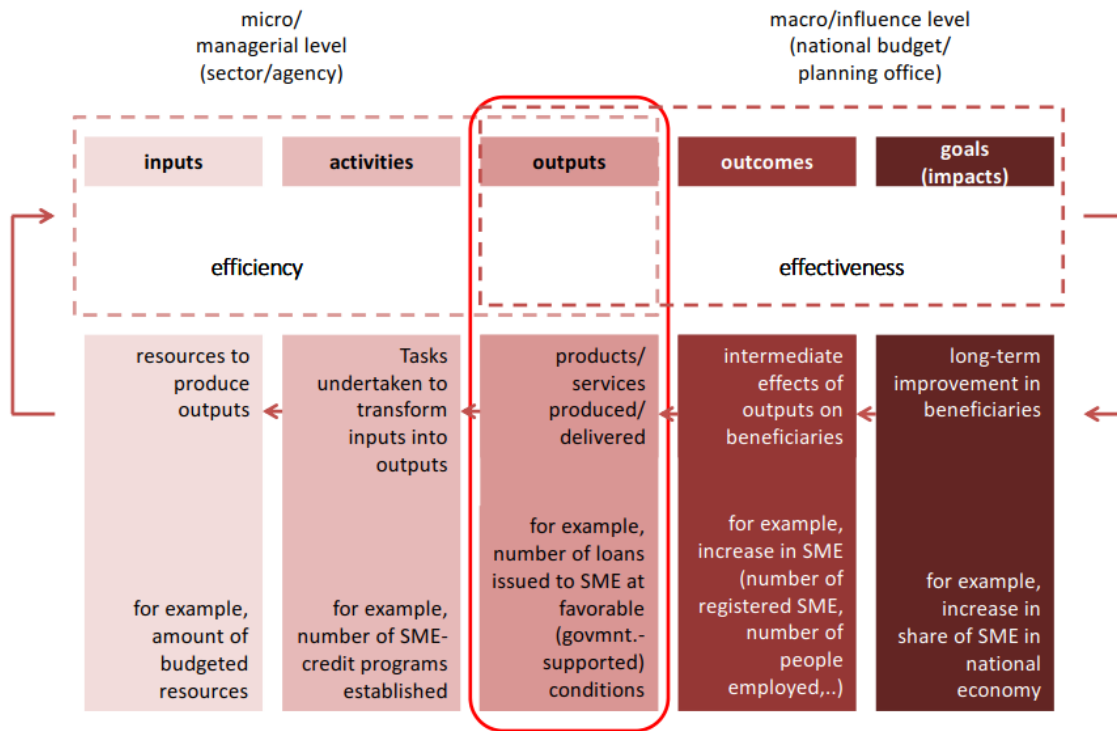 micro/
managerial level
(sector/agency)
macro/influence level
(national budget/
planning office)
inputs
activities
outputs
outcomes
goals
(impacts)
efficiency
effectiveness
resources to
produce
outputs
Tasks
undertaken to
transform
inputs into
outputs
products/
services
produced/
delivered
intermediate
effects of
outputs on
beneficiaries
long-term
improvement in
beneficiaries
for example,
amount of
budgeted
resources
for example,
number of SME-
credit programs
established
for example,
number of loans
issued to SME at
favorable
(govmnt.-
supported)
conditions
for example,
increase in SME
(number of
registered SME,
number of
people
employed,..)
for example,
increase in
share of SME in
national
economy